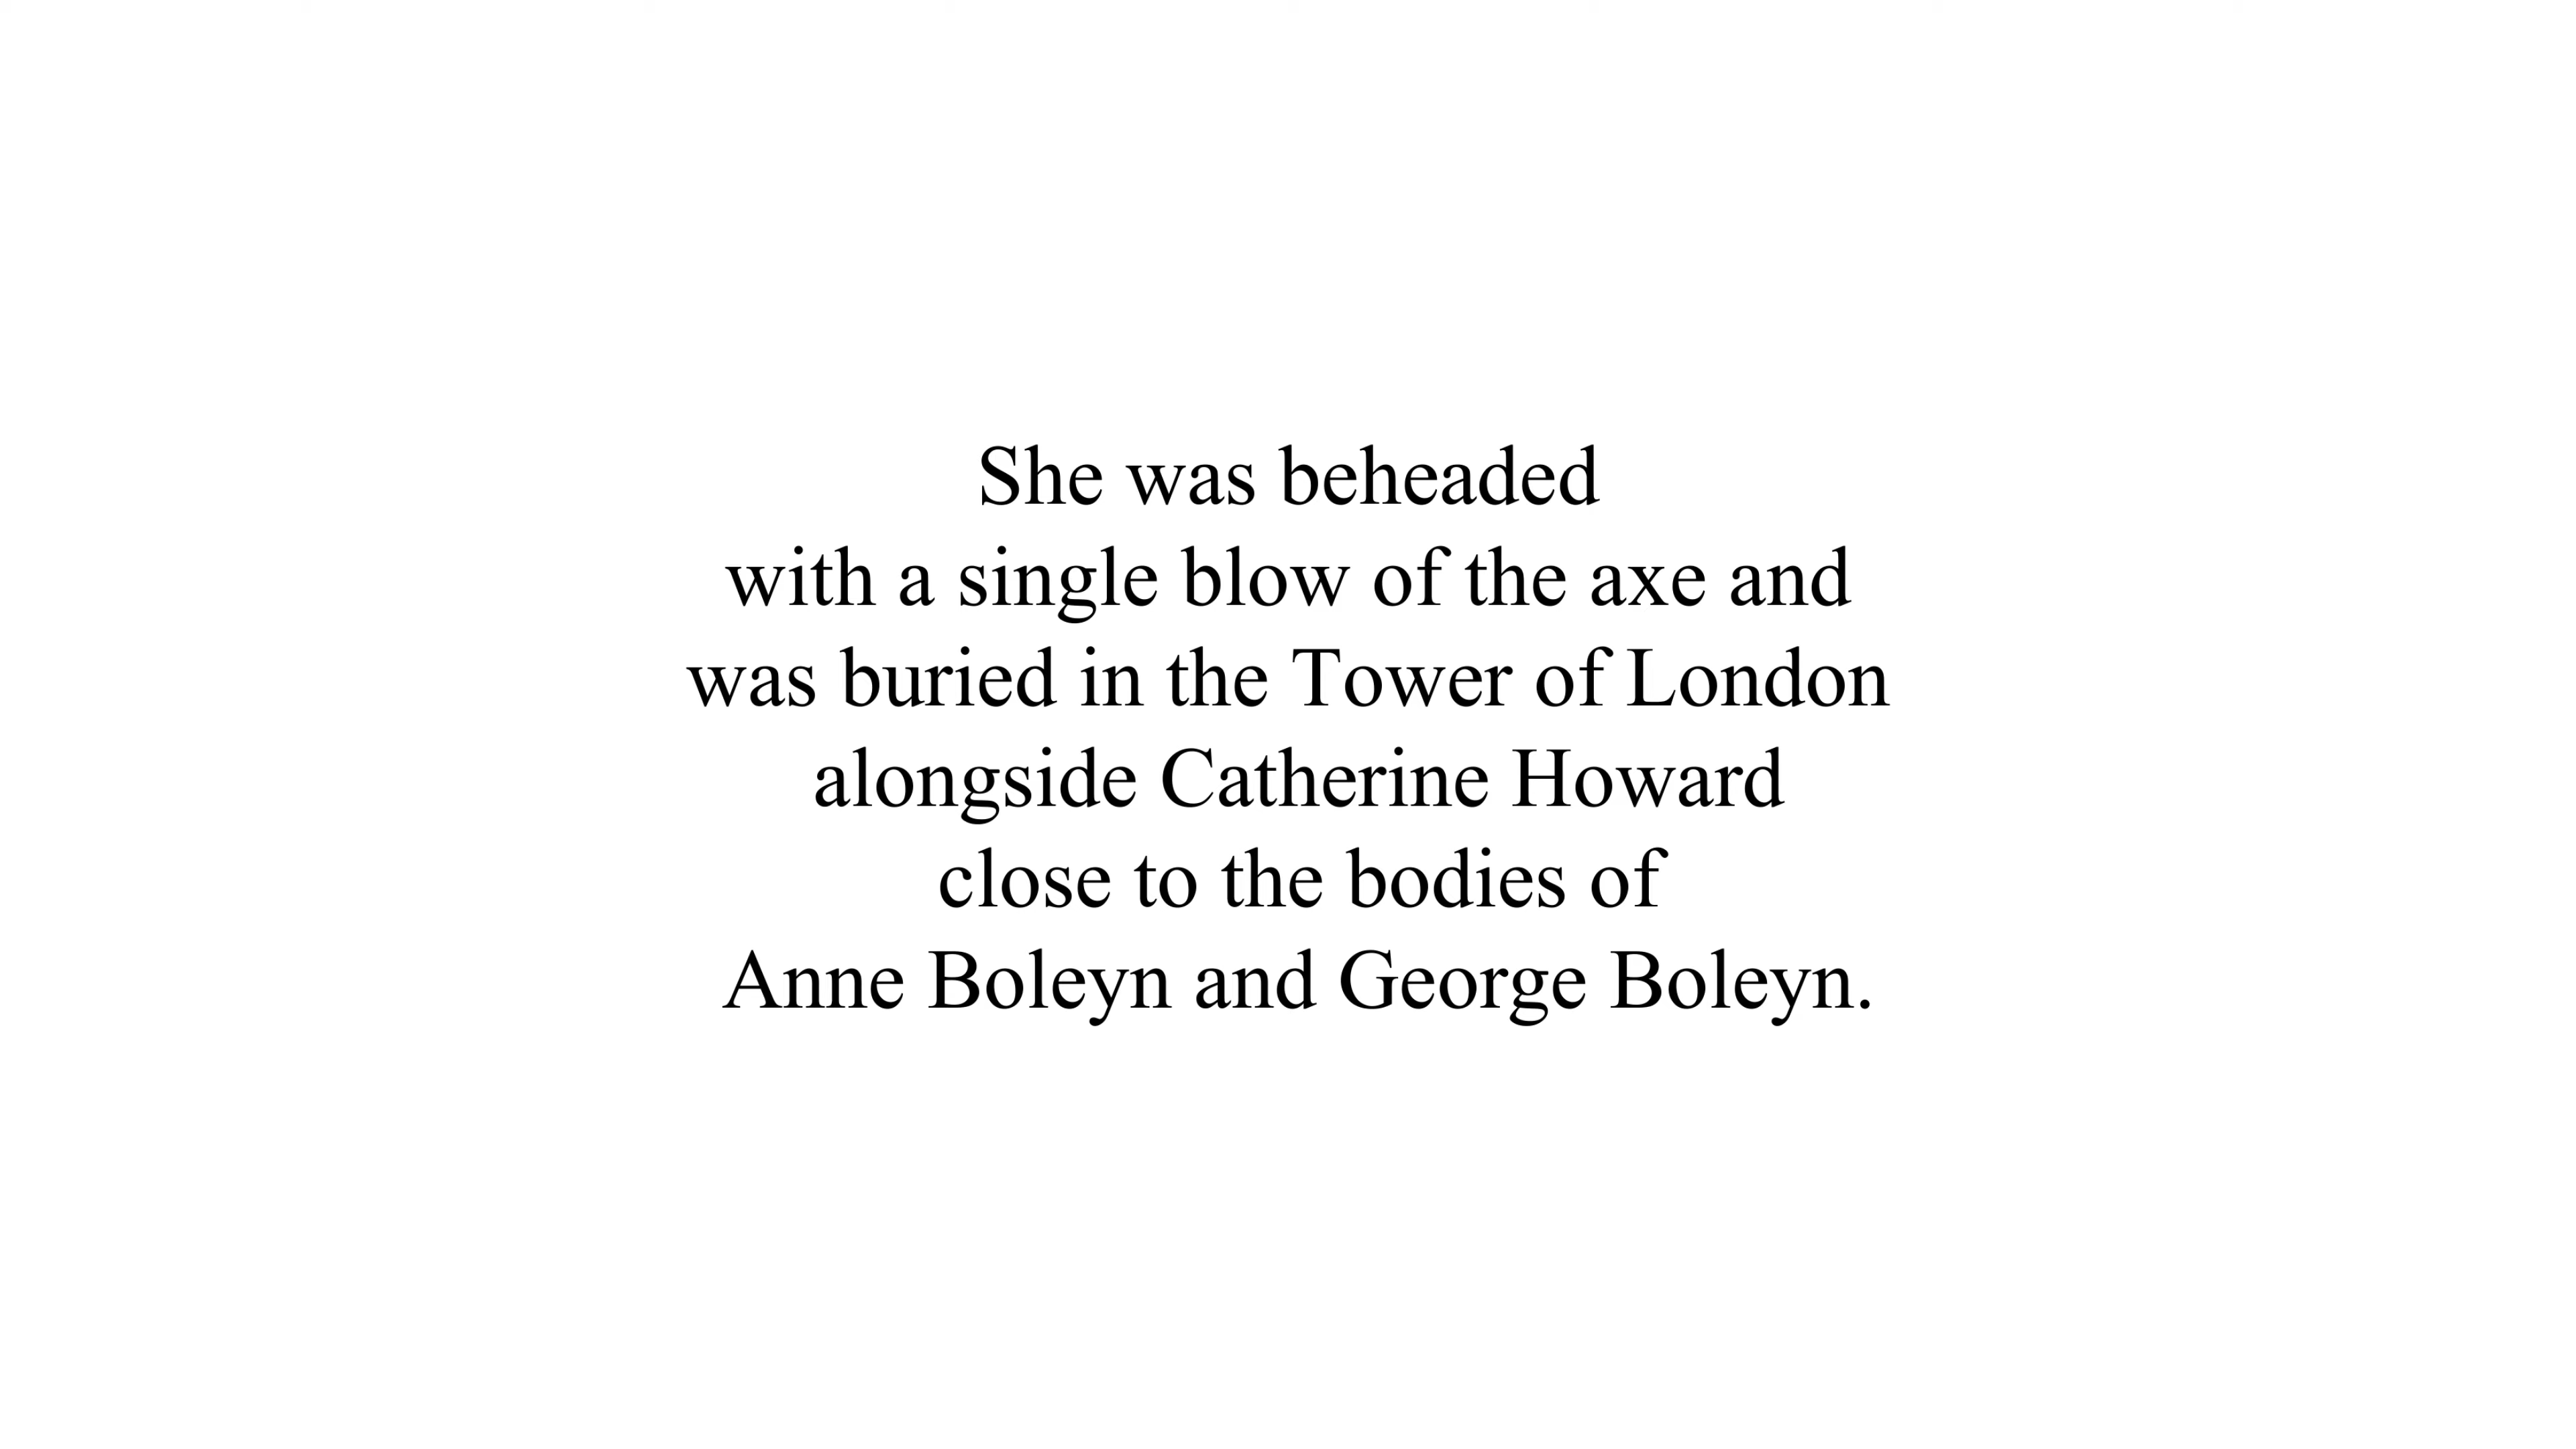 She was beheaded
with a single blow of the axe and
was buried in the Tower of London
alongside Catherine Howard
close to the bodies of
Anne Boleyn and George Boleyn.